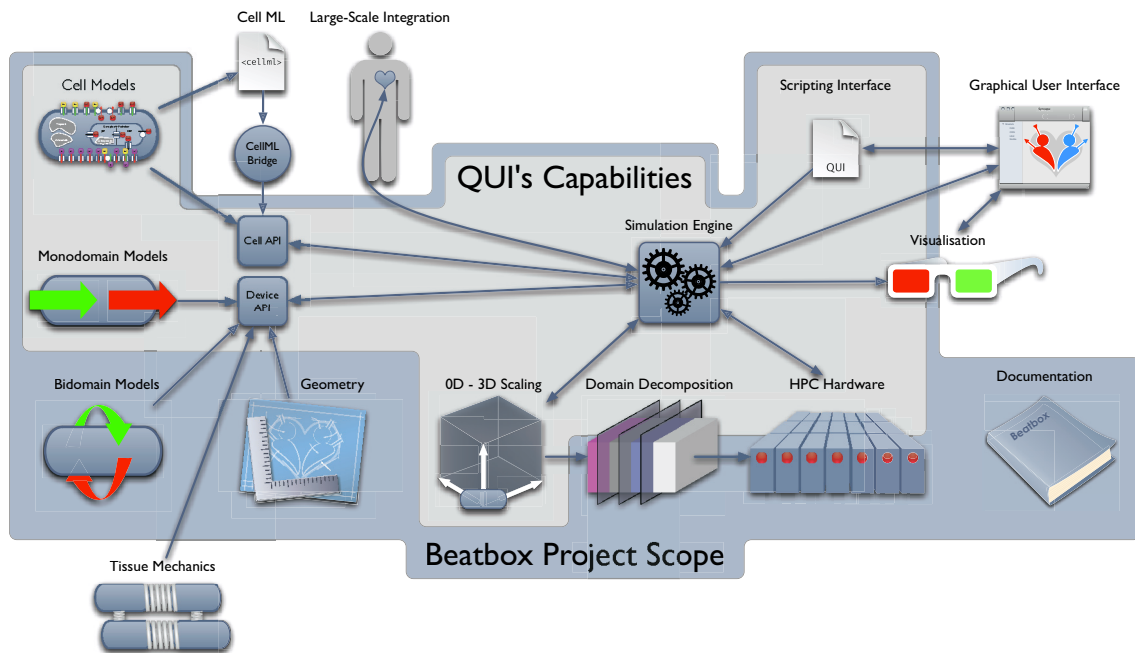 Cell ML
Large-Scale Integration
<cellml>
Cell Models
Scripting Interface
Graphical User Interface
CellML
Bridge
QUI
QUI's Capabilities
Cell API
Simulation Engine
Visualisation
Monodomain Models
Device
API
Bidomain Models
Geometry
0D - 3D Scaling
Domain Decomposition
HPC Hardware
Documentation
Beatbox
Beatbox Project Scope
Tissue Mechanics